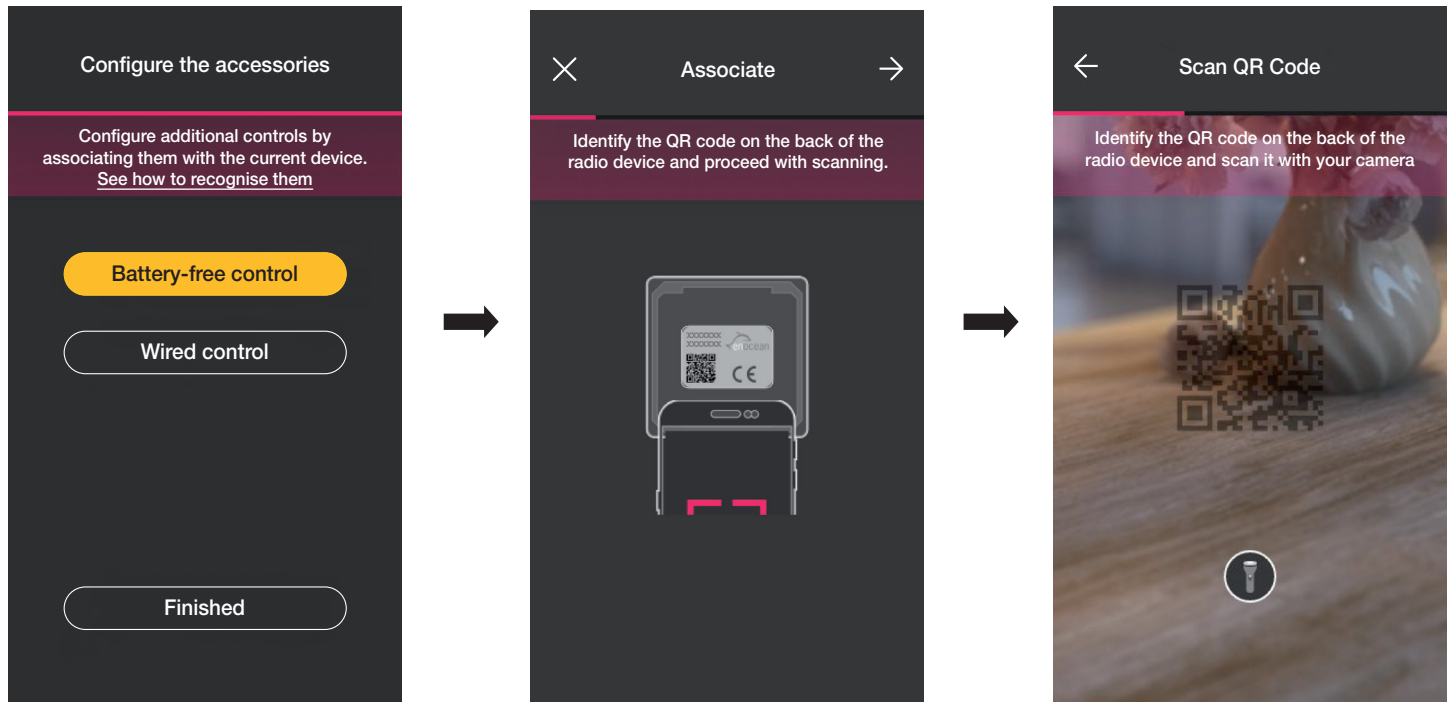 Configure the accessories
Configure additional controls by
associating them with the current device.
See how to recognise them
Battery-free control
Wired control
Finished
Associate
Identify the QR code on the back of the
radio device and proceed with scanning.
XXXXXXX
XXXXXXX
enocean
CE
Scan QR Code
Identify the QR code on the back of the
radio device and scan it with your camera